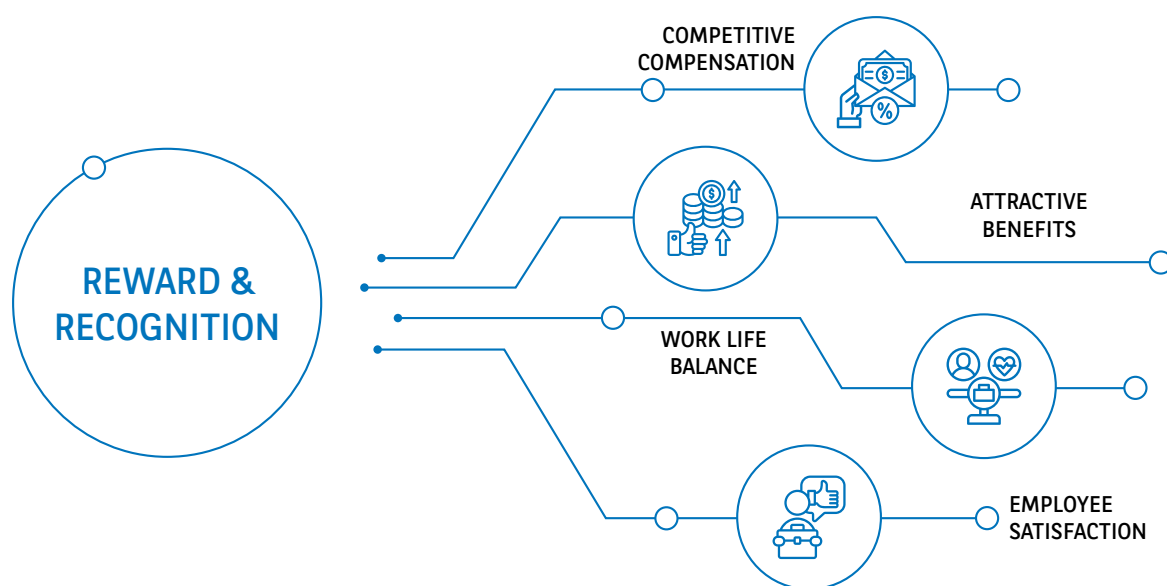 REWARD &
RECOGNITION
COMPETITIVE
COMPENSATION
$
%
$
ATTRACTIVE
BENEFITS
WORK LIFE
BALANCE
EMPLOYEE
SATISFACTION